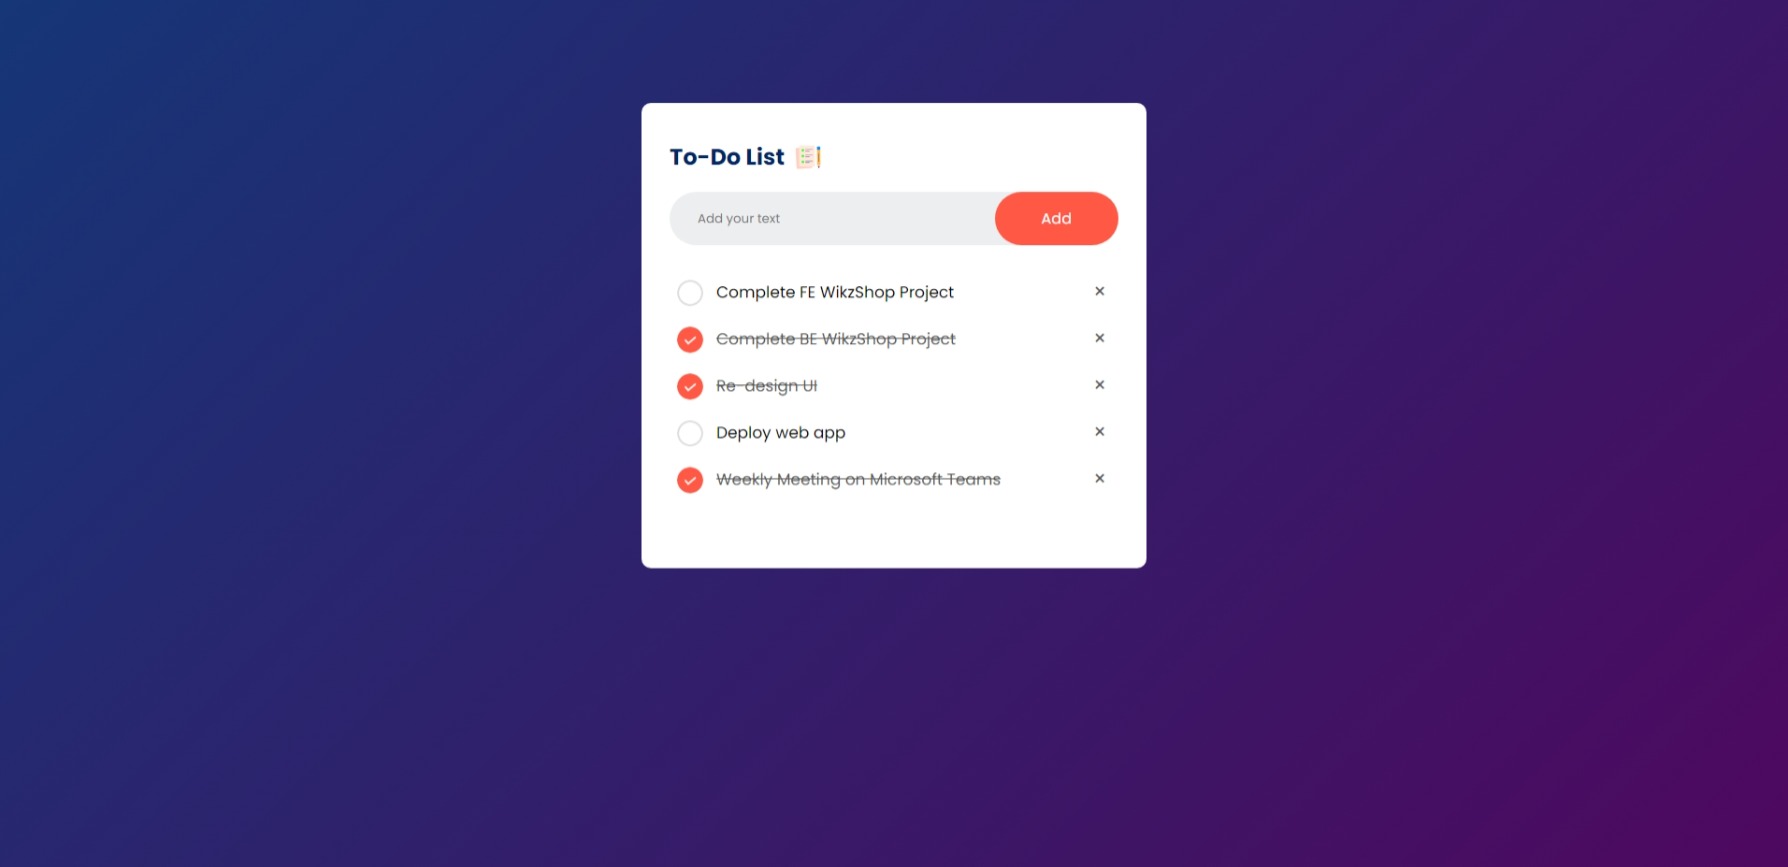 To-Do List
Add your text
Add
Complete FE WikzShop Project
Complete BE WikzShop Project
Re-design UI
Deploy web app
Weekly Meeting on Microsoft Teams